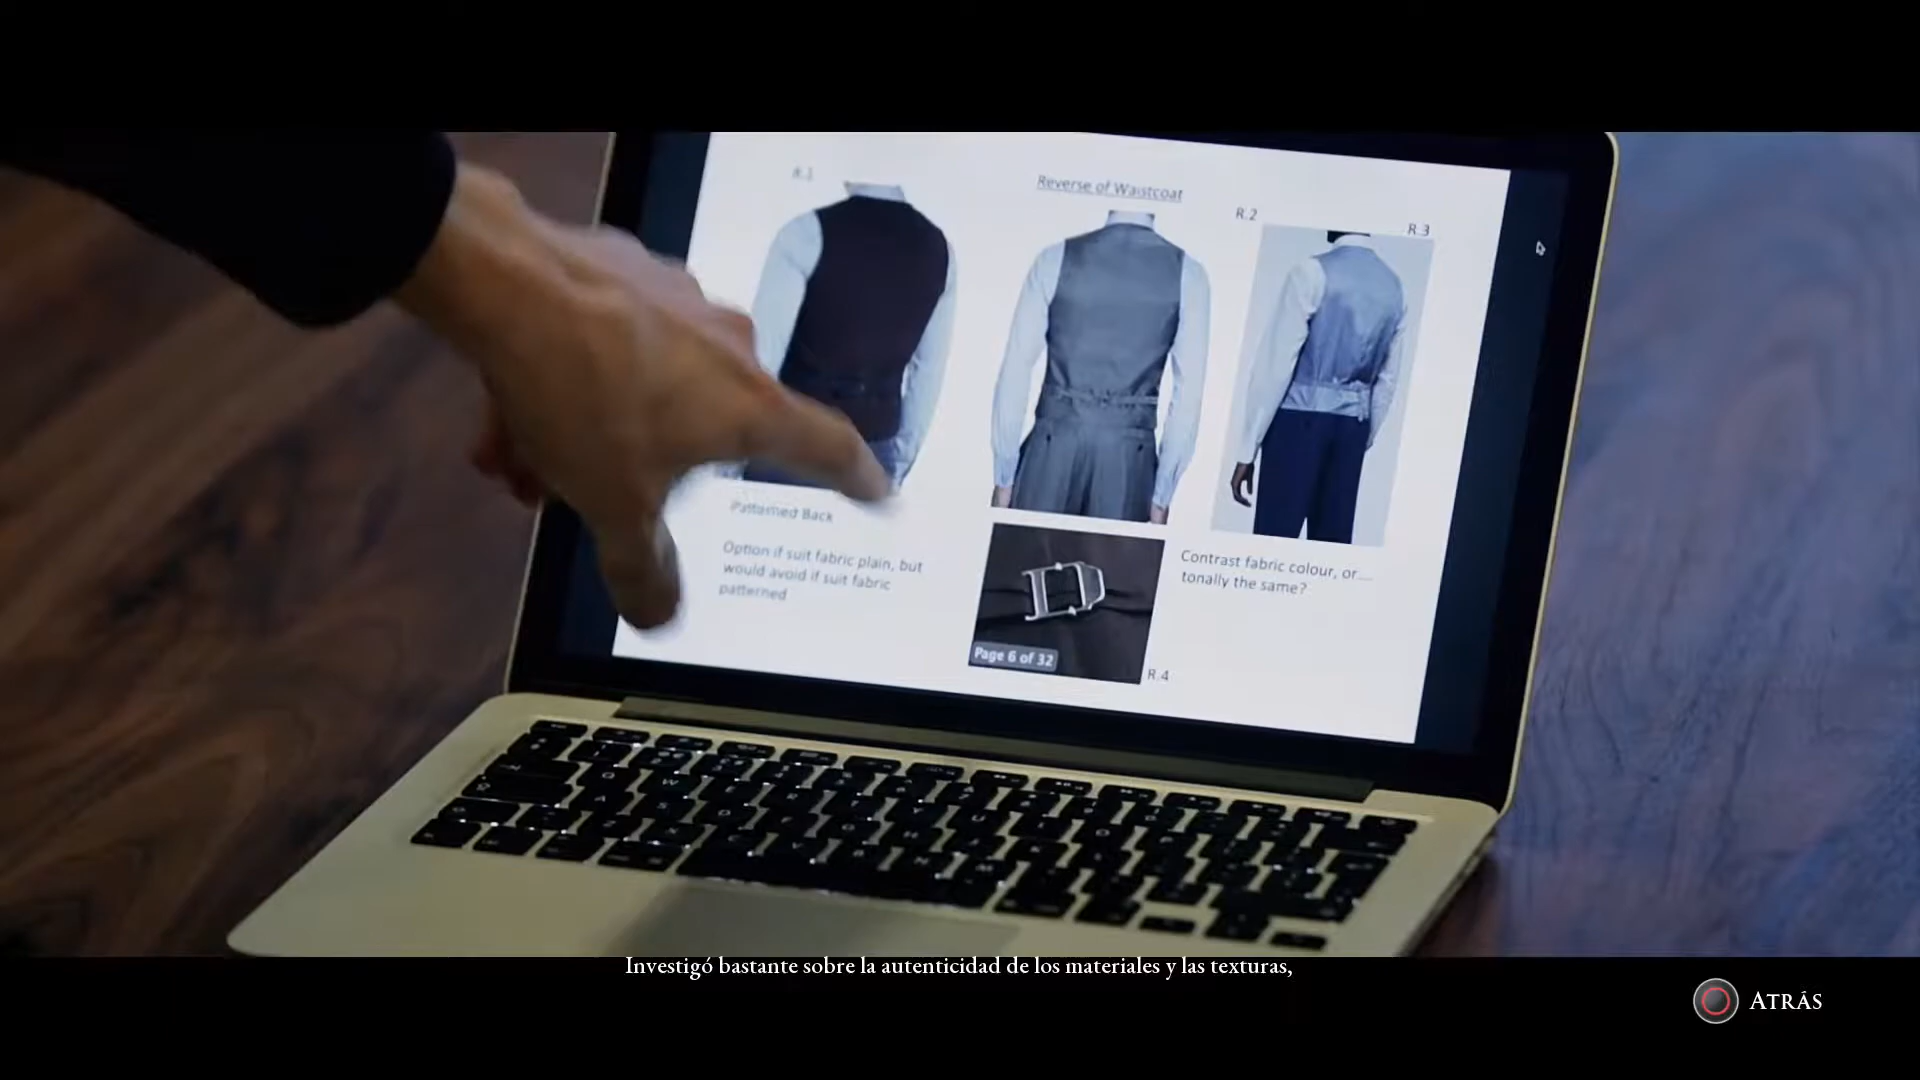 R.1
Reverse of Waistcoat
R.2
R.3
Patterned Back
Option if suit fabric plain, but
would avoid if suit fabric
patterned
Contrast fabric colour, or....
tonally the same?
Page 6 of 32
R.4
Investigó bastante sobre la autenticidad de los materiales y las texturas,
ATRÁS